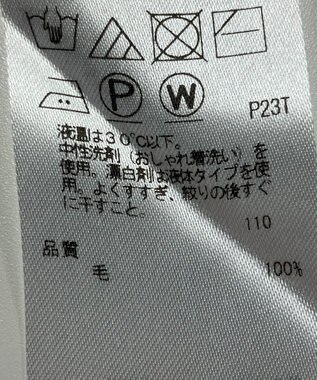 P W
P23T
液温は30℃以下。
中性洗剤(おしゃれ着洗い)を
使用。漂白剤は液体タイプを使
用。よくすすぎ、絞りの後すぐ
に干すこと。
110
品質
毛 100%